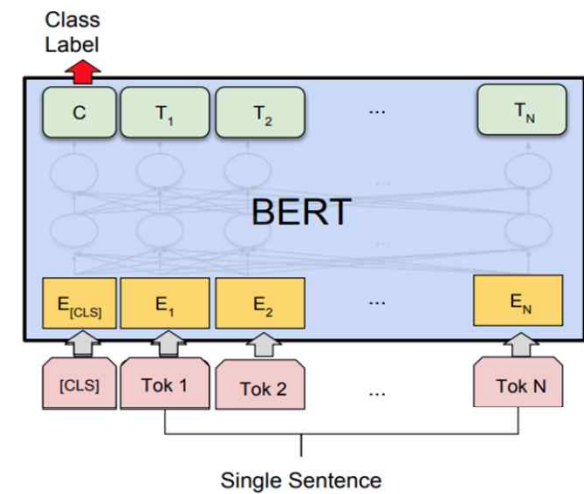 Class
Label
C T1 T2 ... TN
...
BERT
...
E[CLS] E1 E2 ... EN
[CLS] Tok 1 Tok 2 ... Tok N
Single Sentence